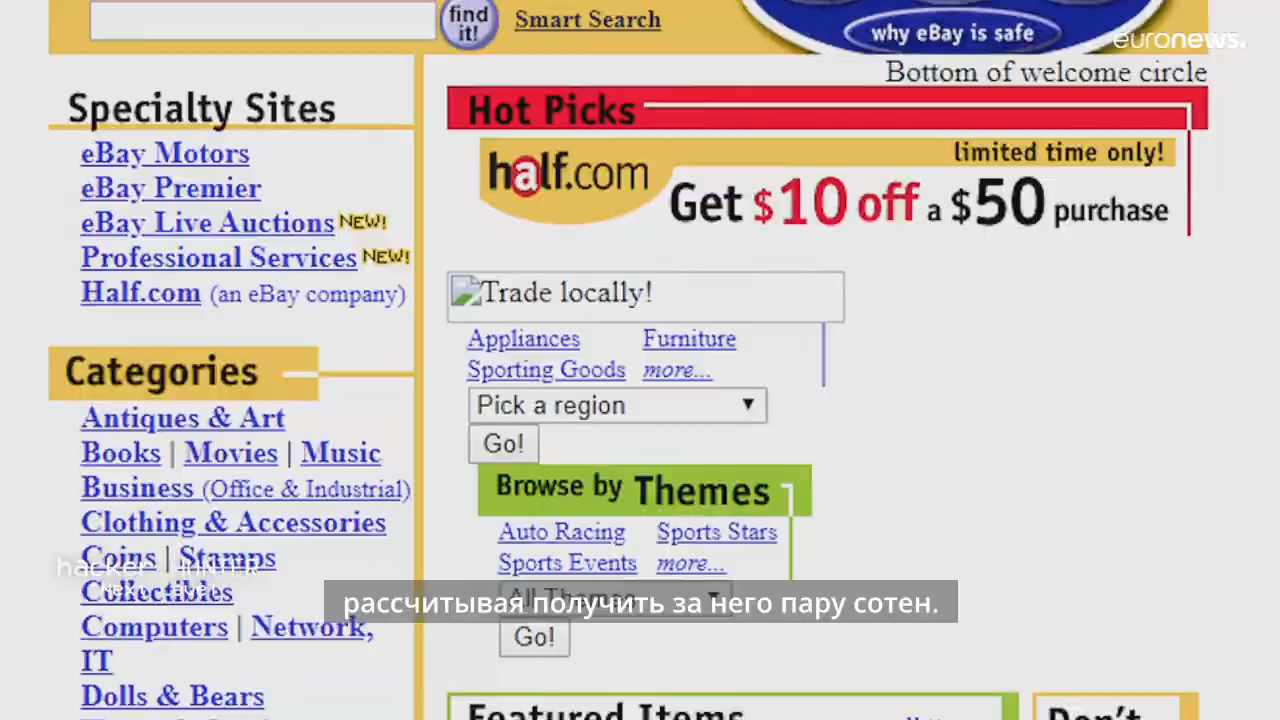 find it!
Smart Search
why eBay is safe
euronews.
Bottom of welcome circle
Specialty Sites
eBay Motors
eBay Premier
eBay Live Auctions NEW!
Professional Services NEW!
Half.com (an eBay company)
Categories
Antiques & Art
Books | Movies | Music
Business (Office & Industrial)
Clothing & Accessories
Coins | Stamps
Collectibles
Computers | Network,
IT
Dolls & Bears
Hot Picks
half.com
limited time only!
Get $10 off a $50 purchase
Trade locally!
Appliances Furniture
Sporting Goods more...
Pick a region
Go!
Browse by Themes
Auto Racing Sports Stars
Sports Events more...
All Themes
Go!
Featured Items
Don't
hacker HUNTER
Next Level
рассчитывая получить за него пару сотен.